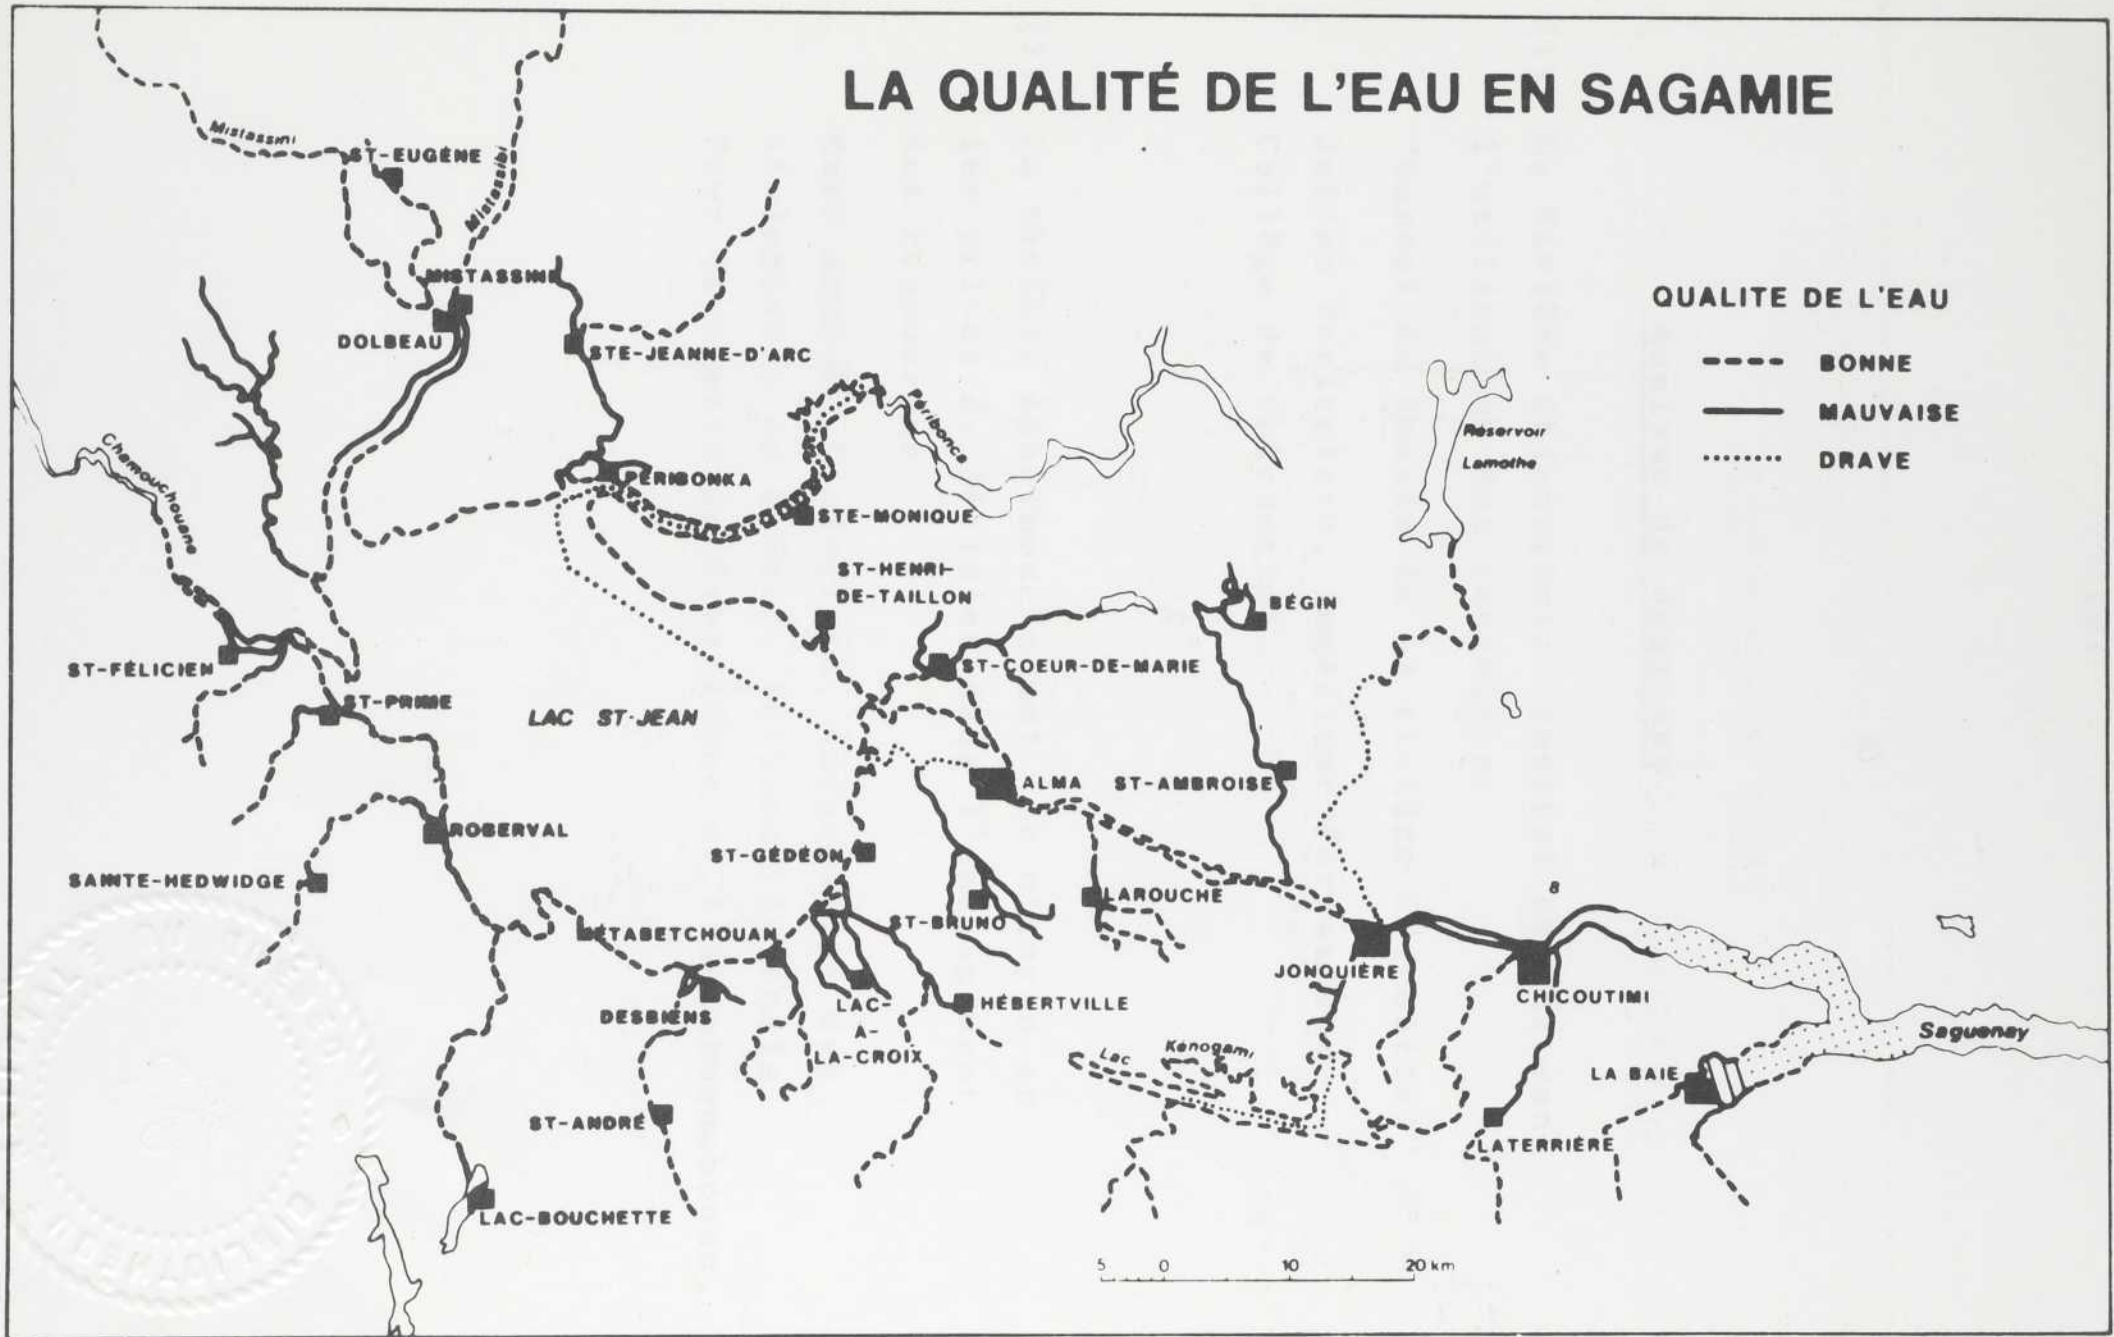 LA QUALITÉ DE L'EAU EN SAGAMIE
Mistassini
ST-EUGÈNE
Mistassibi
MISTASSINI
DOLBEAU
STE-JEANNE-D'ARC
QUALITE DE L'EAU
BONNE
MAUVAISE
DRAVE
Péribonca
Réservoir
Lamothe
Chamouchouane
PÉRIBONKA
STE-MONIQUE
ST-HENRI-
DE-TAILLON
BÉGIN
ST-FÉLICIEN
ST-COEUR-DE-MARIE
ST-PRIME
LAC ST-JEAN
ALMA
ST-AMBROISE
ROBERVAL
ST-GÉDÉON
SAINTE-HEDWIDGE
LAROUCHE
8
ST-BRUNO
MÉTABETCHOUAN
JONQUIÈRE
CHICOUTIMI
DESBIENS
LAC-
A-
LA-CROIX
HÉBERTVILLE
Saguenay
Lac Kénogami
LA BAIE
ST-ANDRÉ
LATERRIÈRE
LAC-BOUCHETTE
5 0 10 20 km